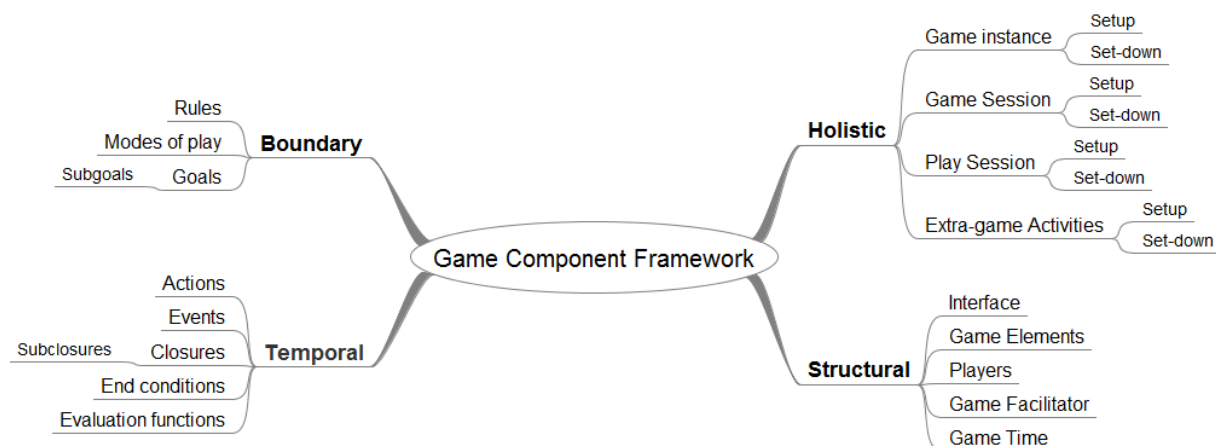 Game Component Framework
Boundary
Rules
Modes of play
Goals
Subgoals
Temporal
Actions
Events
Closures
Subclosures
End conditions
Evaluation functions
Holistic
Game instance
Setup
Set-down
Game Session
Setup
Set-down
Play Session
Setup
Set-down
Extra-game Activities
Setup
Set-down
Structural
Interface
Game Elements
Players
Game Facilitator
Game Time